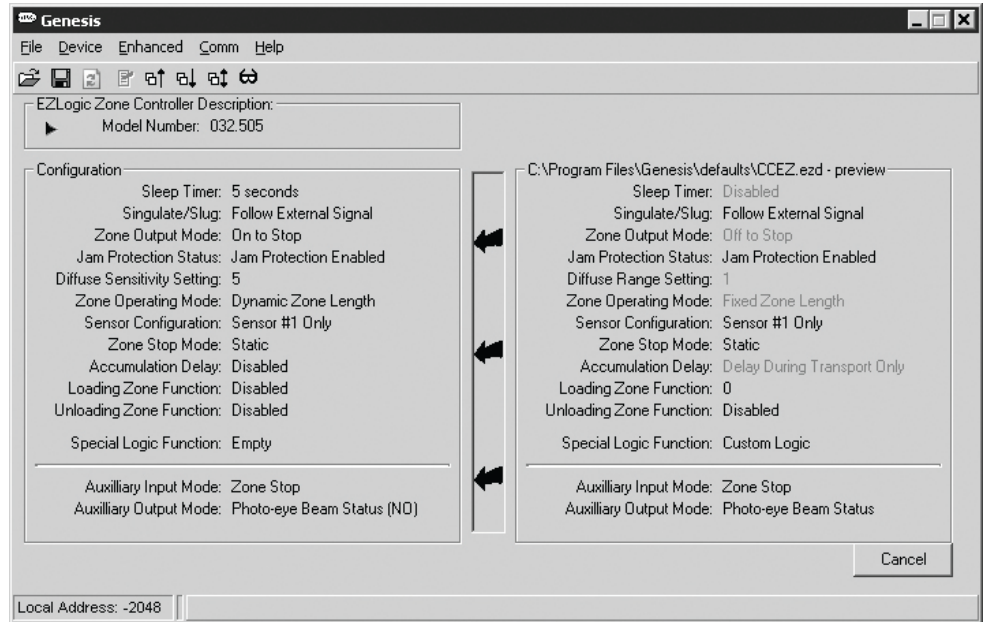 Genesis
File Device Enhanced Comm Help
EZLogic Zone Controller Description:
Model Number: 032.505
Configuration
Sleep Timer: 5 seconds
Singulate/Slug: Follow External Signal
Zone Output Mode: On to Stop
Jam Protection Status: Jam Protection Enabled
Diffuse Sensitivity Setting: 5
Zone Operating Mode: Dynamic Zone Length
Sensor Configuration: Sensor #1 Only
Zone Stop Mode: Static
Accumulation Delay: Disabled
Loading Zone Function: Disabled
Unloading Zone Function: Disabled
Special Logic Function: Empty
Auxilliary Input Mode: Zone Stop
Auxilliary Output Mode: Photo-eye Beam Status (NO)
C:\Program Files\Genesis\defaults\CCEZ.ezd - preview
Sleep Timer: Disabled
Singulate/Slug: Follow External Signal
Zone Output Mode: Off to Stop
Jam Protection Status: Jam Protection Enabled
Diffuse Range Setting: 1
Zone Operating Mode: Fixed Zone Length
Sensor Configuration: Sensor #1 Only
Zone Stop Mode: Static
Accumulation Delay: Delay During Transport Only
Loading Zone Function: 0
Unloading Zone Function: Disabled
Special Logic Function: Custom Logic
Auxilliary Input Mode: Zone Stop
Auxilliary Output Mode: Photo-eye Beam Status
Cancel
Local Address: -2048